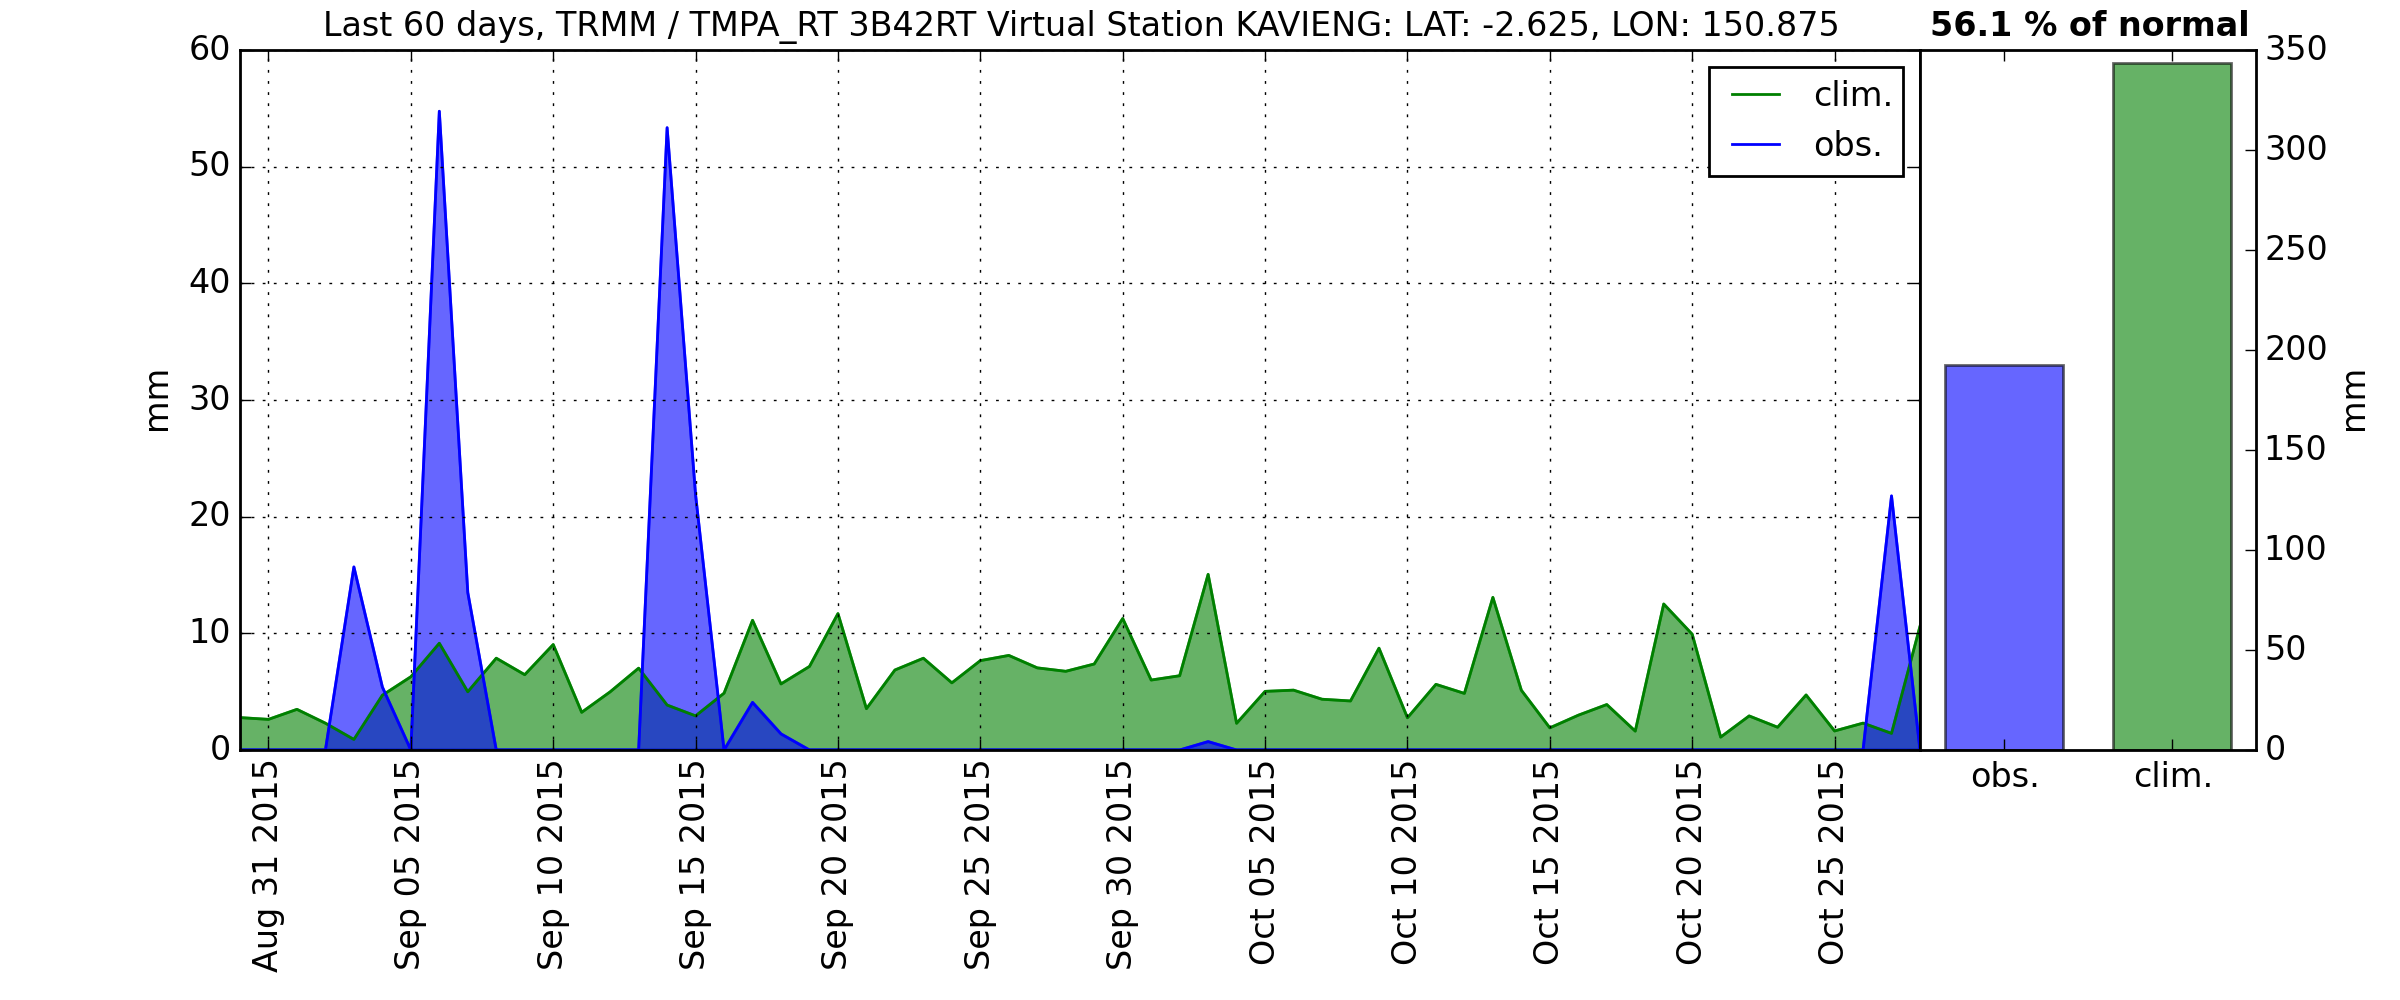 Last 60 days, TRMM / TMPA_RT 3B42RT Virtual Station KAVIENG: LAT: -2.625, LON: 150.875
56.1 % of normal
60
50
40
30
20
10
0
mm
clim.
obs.
Aug 31 2015
Sep 05 2015
Sep 10 2015
Sep 15 2015
Sep 20 2015
Sep 25 2015
Sep 30 2015
Oct 05 2015
Oct 10 2015
Oct 15 2015
Oct 20 2015
Oct 25 2015
350
300
250
200
150
100
50
0
mm
obs.
clim.